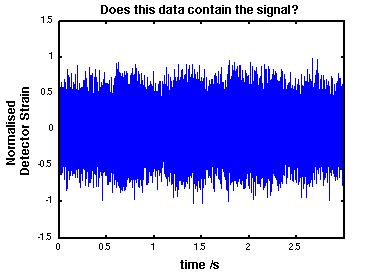 Does this data contain the signal?
1.5
1
0.5
0
-0.5
-1
-1.5
Normalised
Detector Strain
0 0.5 1 1.5 2 2.5
time /s